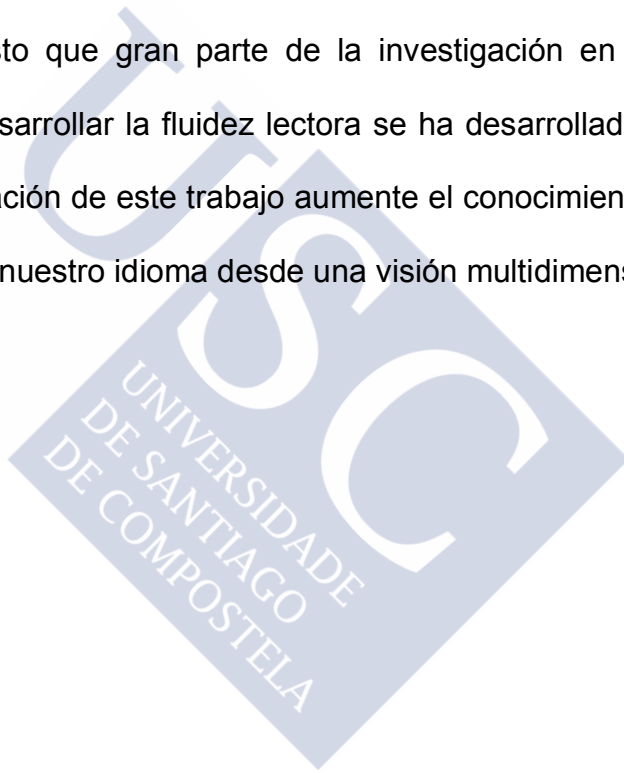 sto que gran parte de la investigación en
sarrollar la fluidez lectora se ha desarrollad
ación de este trabajo aumente el conocimien
nuestro idioma desde una visión multidimens
USC
UNIVERSIDADE
DE SANTIAGO
DE COMPOSTELA